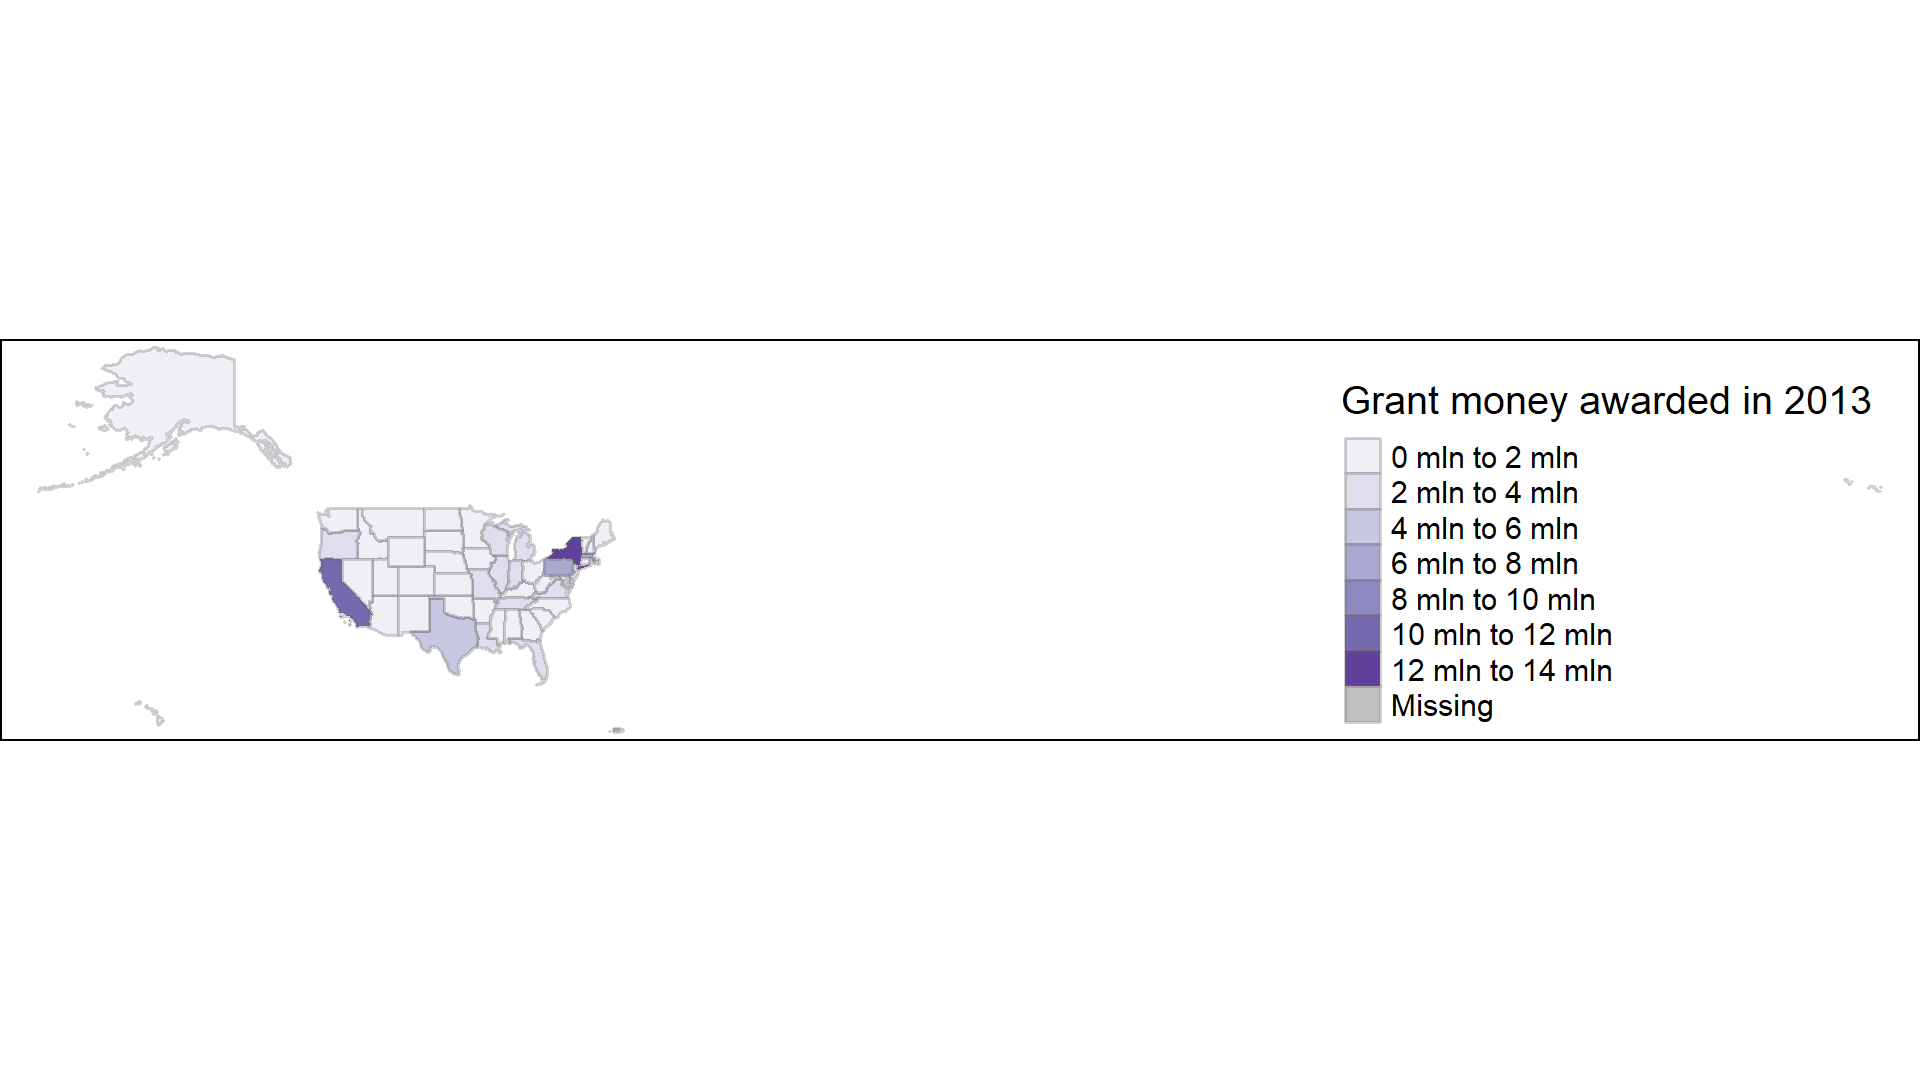 Grant money awarded in 2013
0 mln to 2 mln
2 mln to 4 mln
4 mln to 6 mln
6 mln to 8 mln
8 mln to 10 mln
10 mln to 12 mln
12 mln to 14 mln
Missing